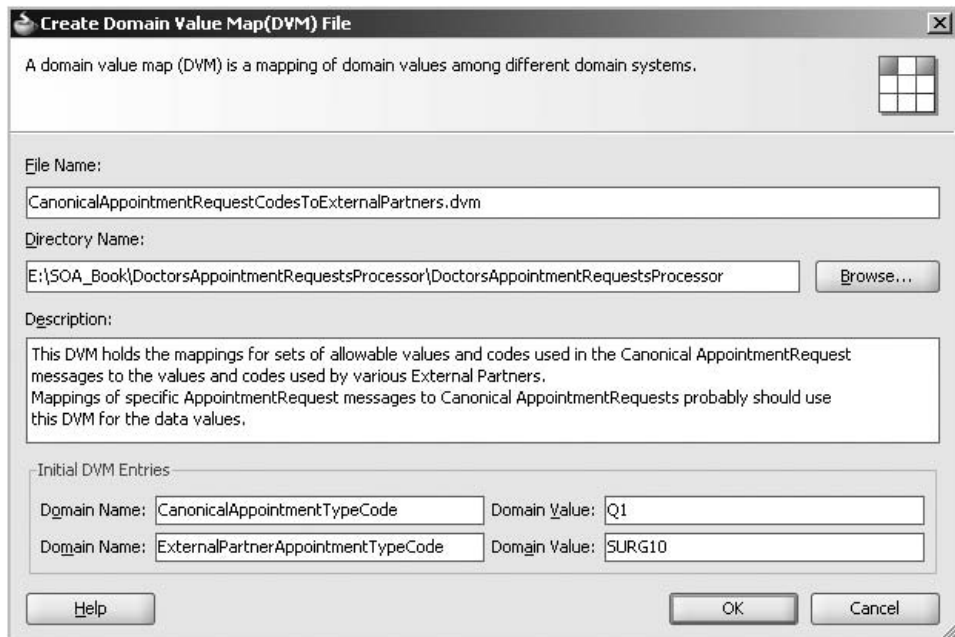 Create Domain Value Map(DVM) File
A domain value map (DVM) is a mapping of domain values among different domain systems.
File Name:
CanonicalAppointmentRequestCodesToExternalPartners.dvm
Directory Name:
E:\SOA_Book\DoctorsAppointmentRequestsProcessor\DoctorsAppointmentRequestsProcessor
Browse...
Description:
This DVM holds the mappings for sets of allowable values and codes used in the Canonical AppointmentRequest
messages to the values and codes used by various External Partners.
Mappings of specific AppointmentRequest messages to Canonical AppointmentRequests probably should use
this DVM for the data values.
Initial DVM Entries
Domain Name: CanonicalAppointmentTypeCode Domain Value: Q1
Domain Name: ExternalPartnerAppointmentTypeCode Domain Value: SURG10
Help OK Cancel